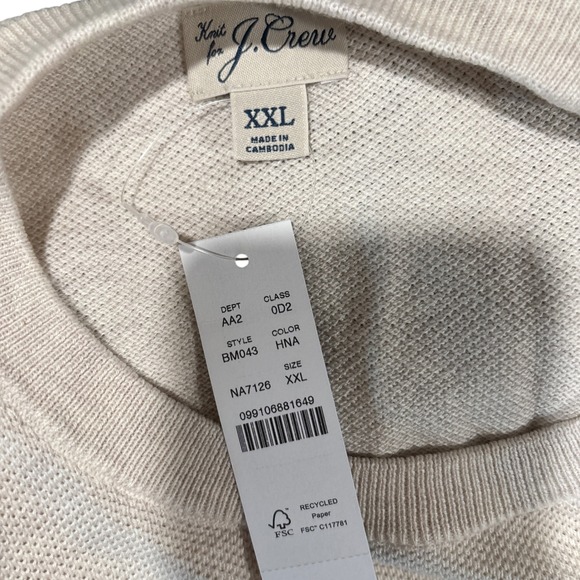 Knit
for J.Crew
XXL
MADE IN
CAMBODIA
DEPT CLASS
AA2 0D2
STYLE COLOR
BM043 HNA
SIZE
NA7126 XXL
099106881649
RECYCLED
Paper
FSC FSC® C117781